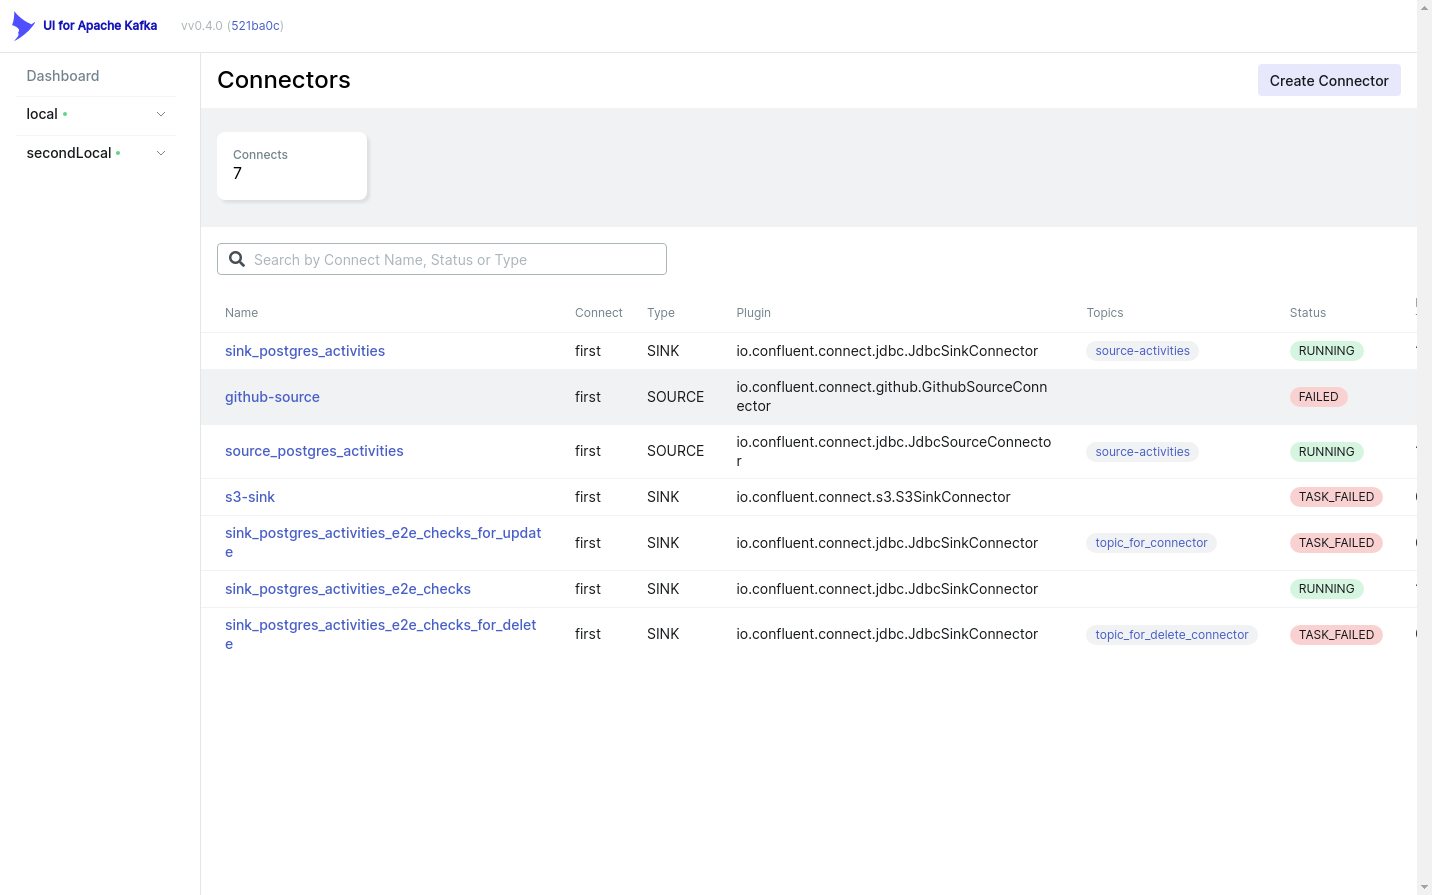 UI for Apache Kafka
vv0.4.0 (521ba0c)
Dashboard
local
secondLocal
Connectors
Create Connector
Connects
7
Search by Connect Name, Status or Type
Name Connect Type Plugin Topics Status
sink_postgres_activities first SINK io.confluent.connect.jdbc.JdbcSinkConnector source-activities RUNNING
github-source first SOURCE io.confluent.connect.github.GithubSourceConn
ector FAILED
source_postgres_activities first SOURCE io.confluent.connect.jdbc.JdbcSourceConnecto
r source-activities RUNNING
s3-sink first SINK io.confluent.connect.s3.S3SinkConnector TASK_FAILED
sink_postgres_activities_e2e_checks_for_updat
e first SINK io.confluent.connect.jdbc.JdbcSinkConnector topic_for_connector TASK_FAILED
sink_postgres_activities_e2e_checks first SINK io.confluent.connect.jdbc.JdbcSinkConnector RUNNING
sink_postgres_activities_e2e_checks_for_delet
e first SINK io.confluent.connect.jdbc.JdbcSinkConnector topic_for_delete_connector TASK_FAILED